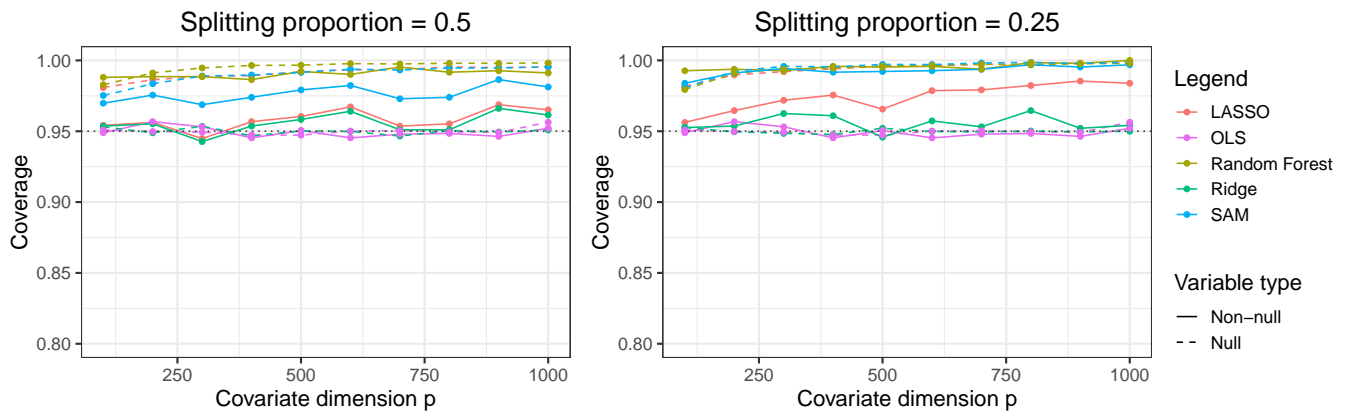 Splitting proportion = 0.5
Coverage
1.00
0.95
0.90
0.85
0.80
250
500
750
1000
Covariate dimension p
Splitting proportion = 0.25
Coverage
1.00
0.95
0.90
0.85
0.80
250
500
750
1000
Covariate dimension p
Legend
LASSO
OLS
Random Forest
Ridge
SAM
Variable type
Non−null
Null